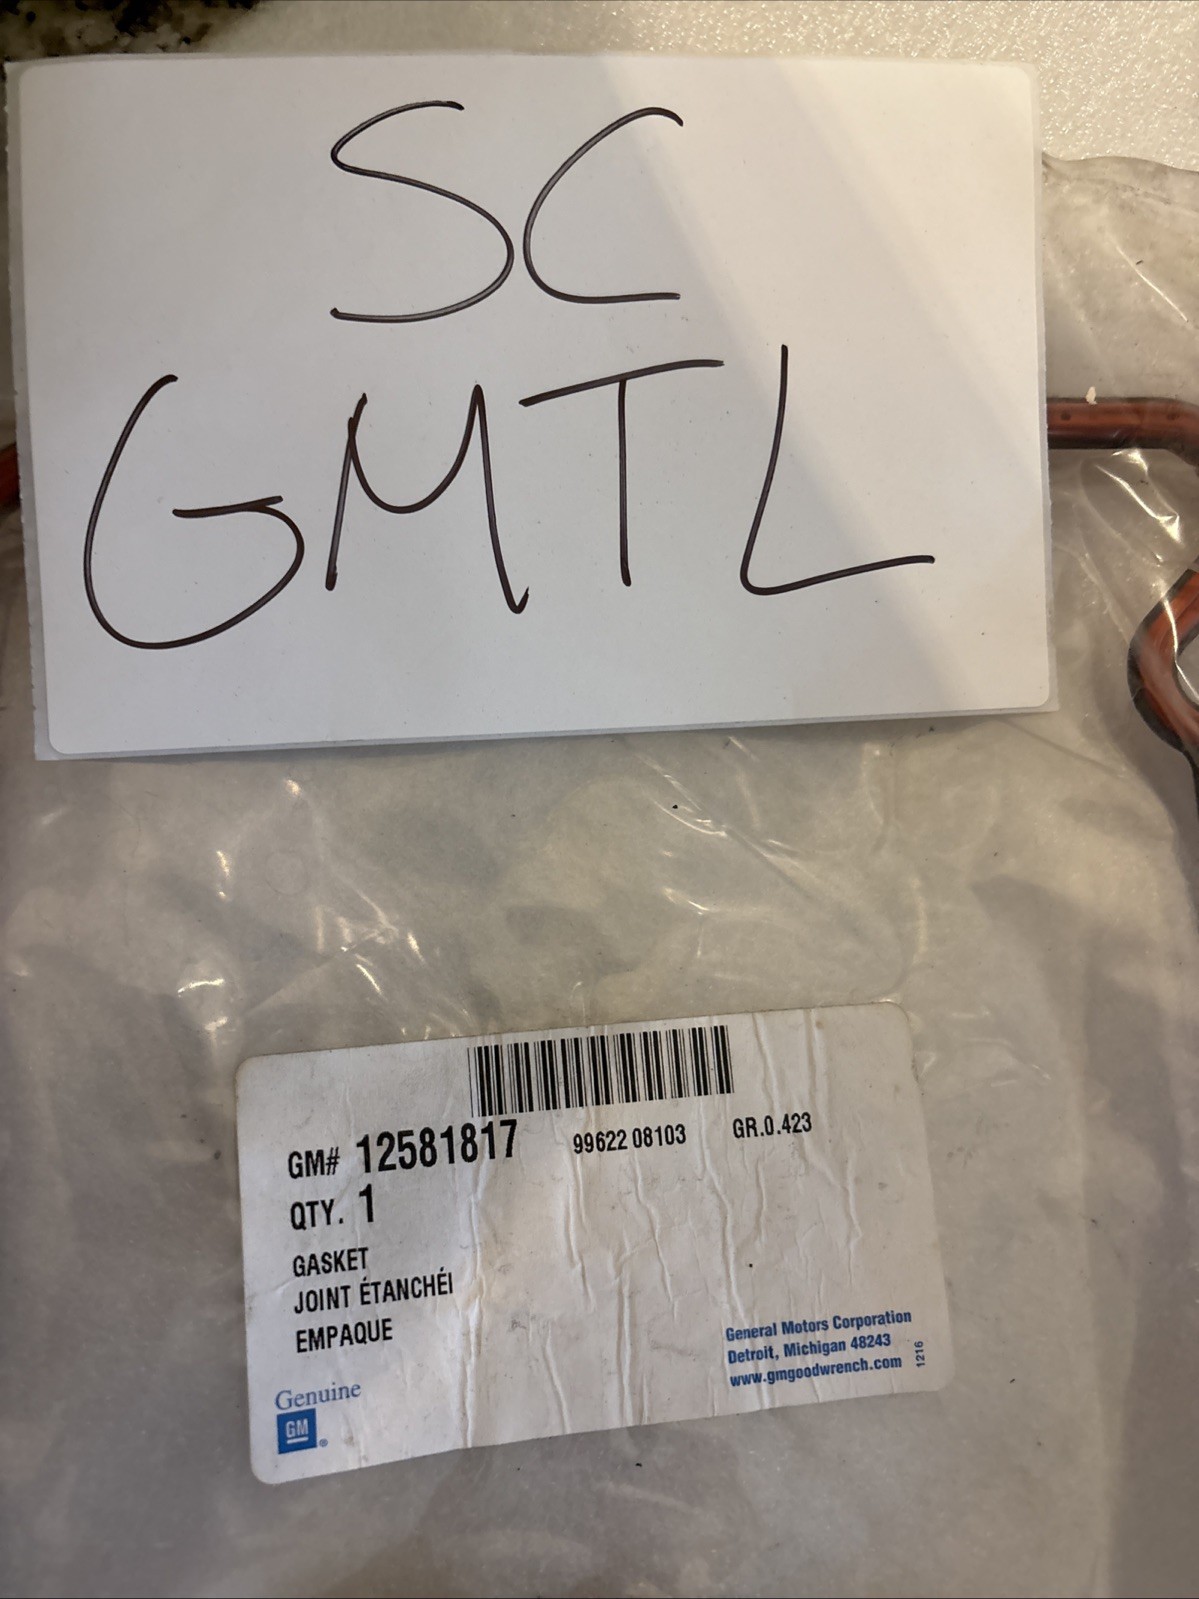 SC
GMTL
GM# 12581817 99622 08103 GR.0.423
QTY. 1
GASKET
JOINT ÉTANCHÉI
EMPAQUE
General Motors Corporation
Detroit, Michigan 48243
www.gmgoodwrench.com
1216
Genuine
GM®